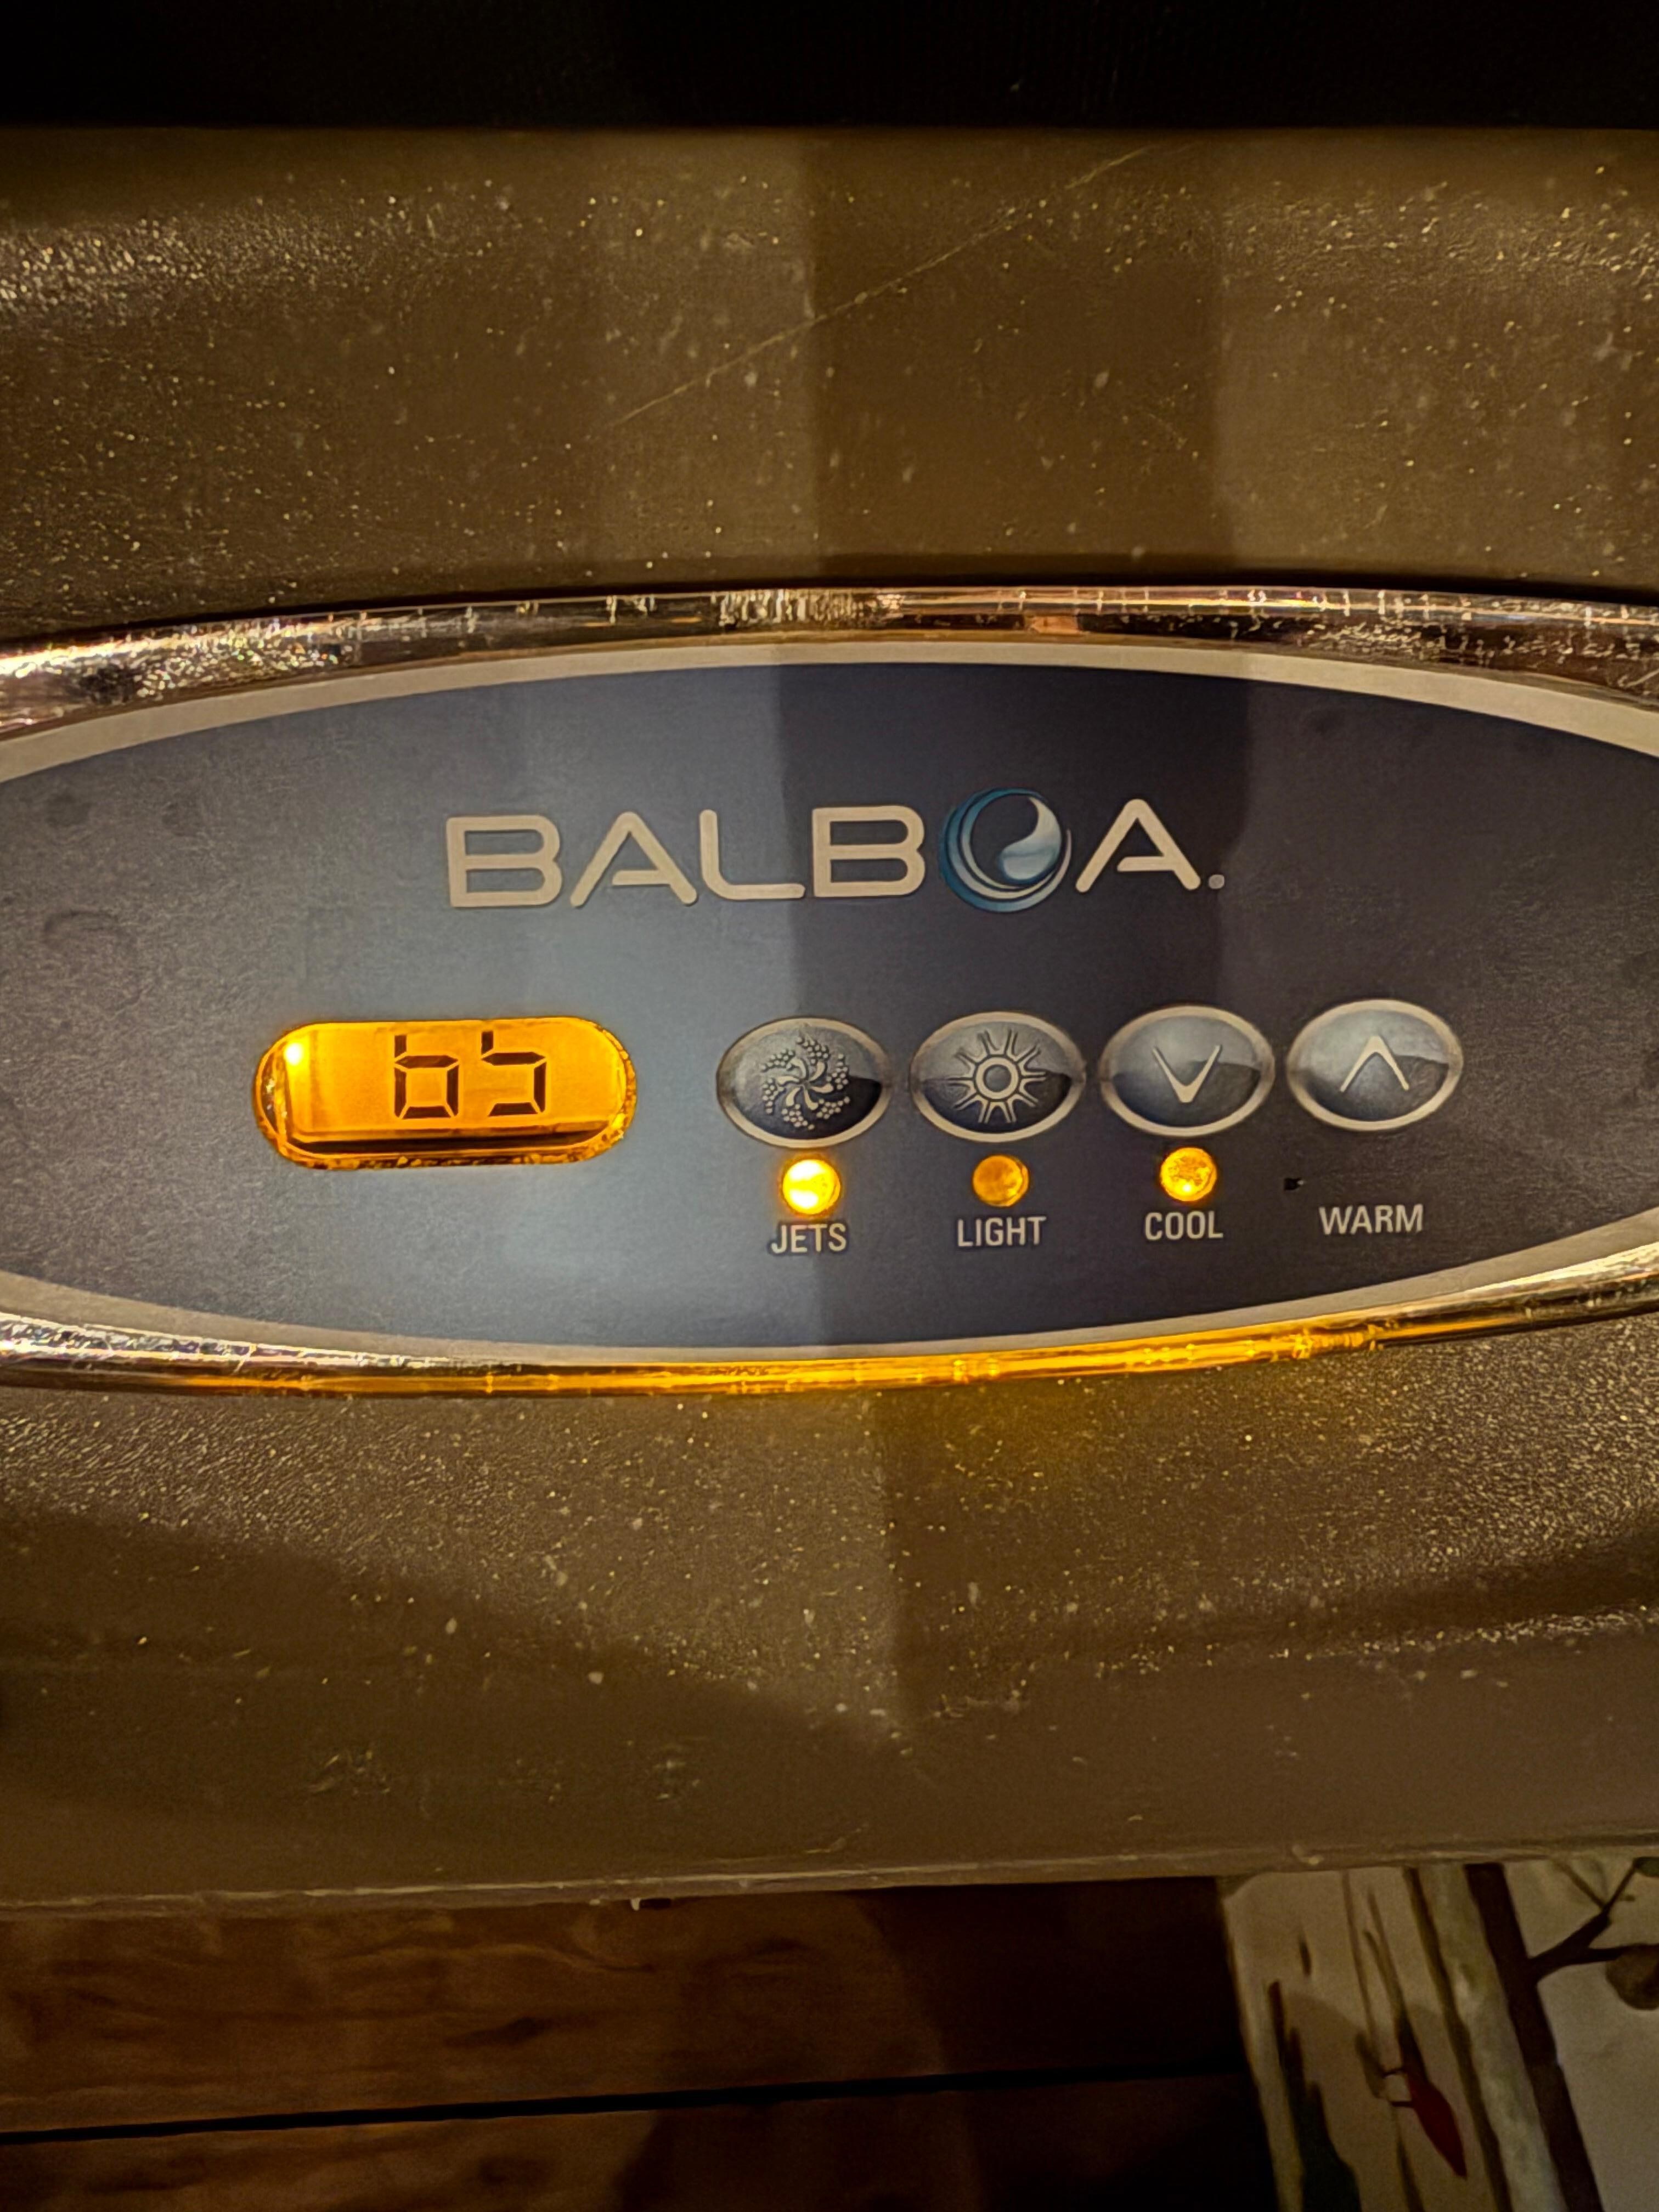 BALBOA.
65
JETS LIGHT COOL WARM